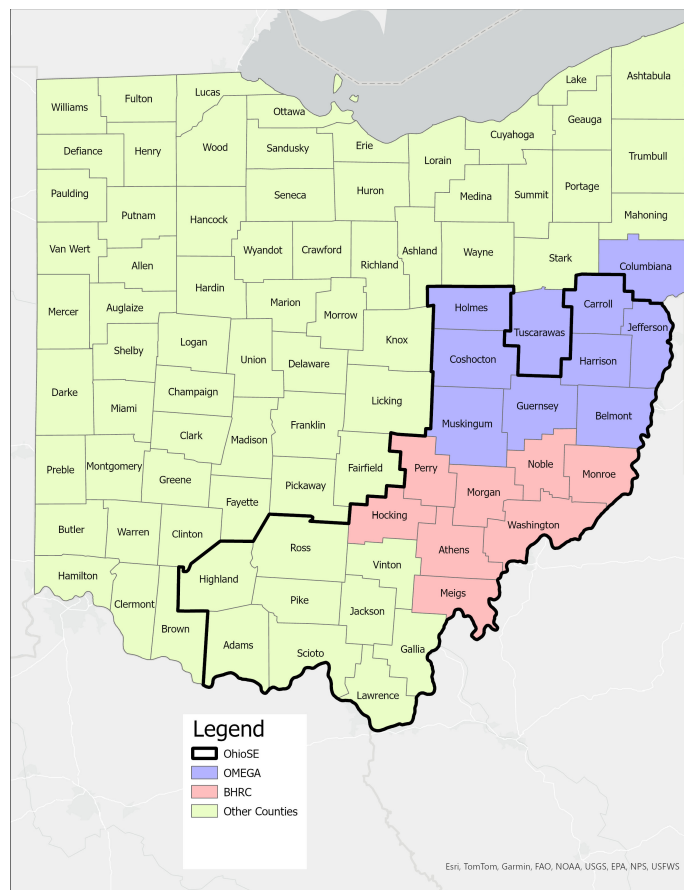 Lake
Ashtabula
Lucas
Fulton
Williams
Ottawa
Geauga
Cuyahoga
Erie
Sandusky
Wood
Henry
Defiance
Lorain
Trumbull
Portage
Summit
Medina
Huron
Seneca
Paulding
Putnam
Hancock
Mahoning
Van Wert
Wyandot
Crawford
Ashland
Wayne
Stark
Allen
Richland
Columbiana
Hardin
Marion
Carroll
Mercer
Auglaize
Morrow
Holmes
Jefferson
Tuscarawas
Shelby
Logan
Knox
Union
Delaware
Coshocton
Harrison
Darke
Champaign
Licking
Miami
Guernsey
Belmont
Franklin
Muskingum
Clark
Madison
Preble
Montgomery
Fairfield
Perry
Noble
Monroe
Greene
Pickaway
Morgan
Fayette
Hocking
Butler
Warren
Clinton
Washington
Ross
Athens
Vinton
Hamilton
Highland
Meigs
Clermont
Pike
Jackson
Brown
Adams
Scioto
Gallia
Lawrence
Legend
OhioSE
OMEGA
BHRC
Other Counties
Esri, TomTom, Garmin, FAO, NOAA, USGS, EPA, NPS, USFWS